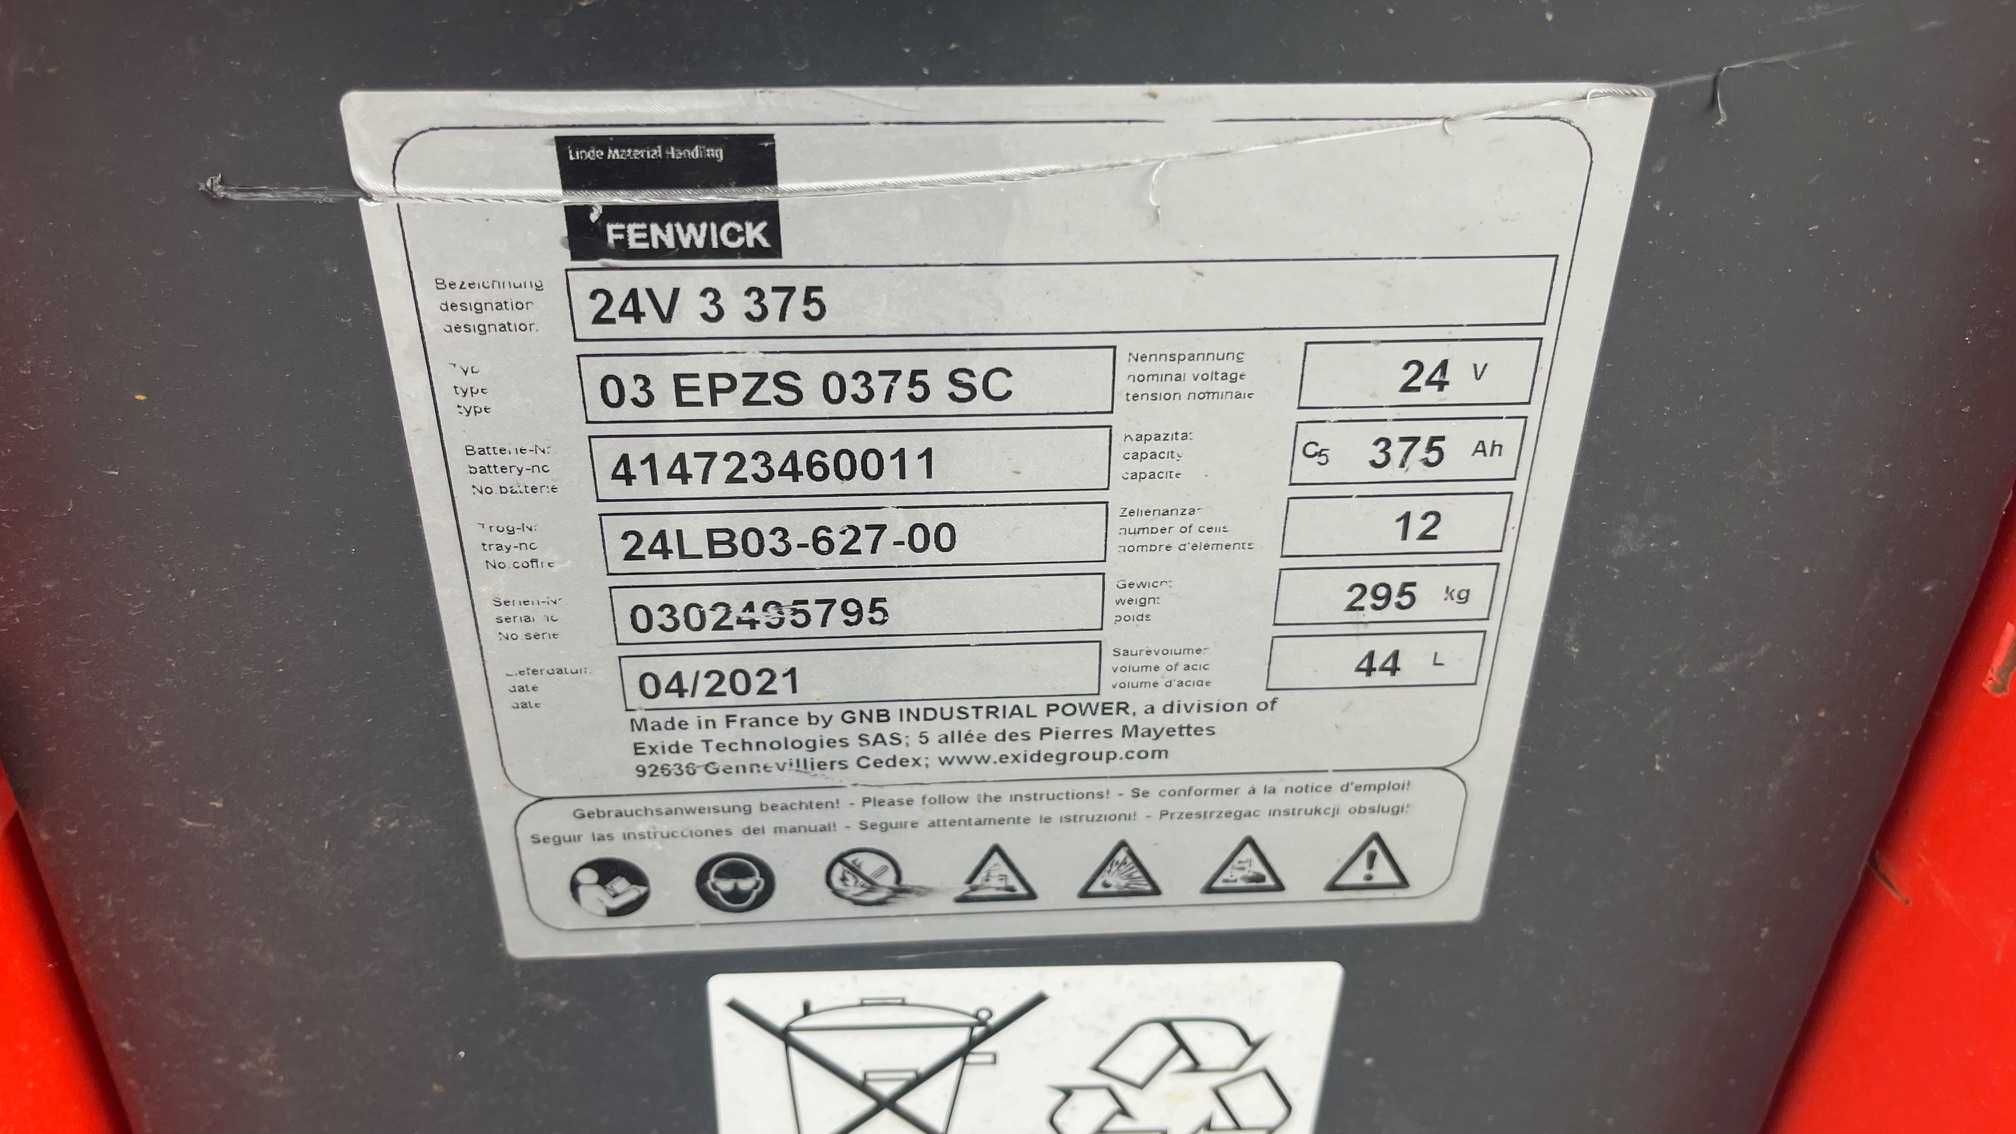 Linde Material Handling
FENWICK
Bezeichnung
designation
désignation
24V 3 375
Typ
type
type
03 EPZS 0375 SC
Nennspannung
nominal voltage
tension nominale
24 V
Batterie-Nr.
battery-no
No.batterie
414723460011
Kapazität
capacity
capacité
C5 375 Ah
Trog-Nr.
tray-no
No.coffre
24LB03-627-00
Zellenanzahl
number of cells
nombre d'éléments
12
Serien-Nr
serial no
No.série
0302495795
Gewicht
weight
poids
295 kg
Lieferdatum
date
date
04/2021
Säurevolumen
volume of acid
volume d'acide
44 L
Made in France by GNB INDUSTRIAL POWER, a division of
Exide Technologies SAS; 5 allée des Pierres Mayettes
92636 Gennevilliers Cedex; www.exidegroup.com
Gebrauchsanweisung beachten! - Please follow the instructions! - Se conformer à la notice d'emploi!
Seguir las instrucciones del manual! - Seguire attentamente le istruzioni! - Przestrzegac instrukcji obslugi!